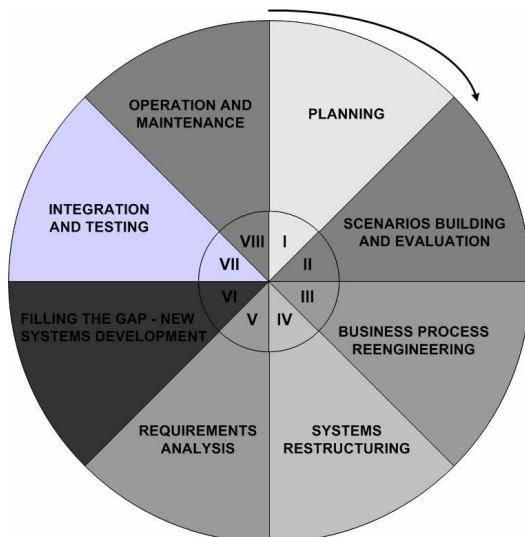 PLANNING
I
SCENARIOS BUILDING
AND EVALUATION
II
BUSINESS PROCESS
REENGINEERING
III
SYSTEMS
RESTRUCTURING
IV
REQUIREMENTS
ANALYSIS
V
FILLING THE GAP - NEW
SYSTEMS DEVELOPMENT
VI
INTEGRATION
AND TESTING
VII
OPERATION AND
MAINTENANCE
VIII